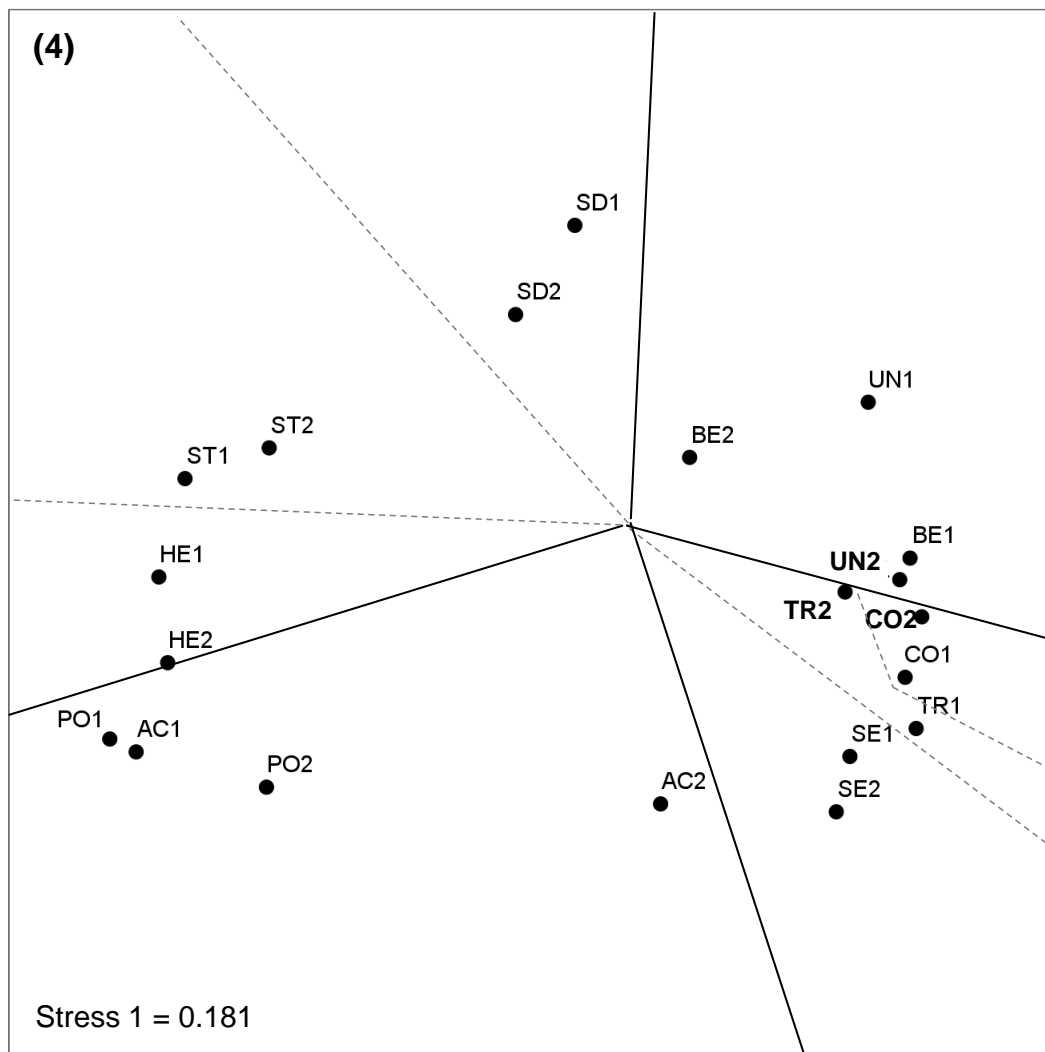 (4)
SD1
SD2
UN1
BE2
ST2
ST1
BE1
UN2
HE1
TR2
CO2
HE2
CO1
TR1
PO1
AC1
SE1
PO2
AC2
SE2
Stress 1 = 0.181